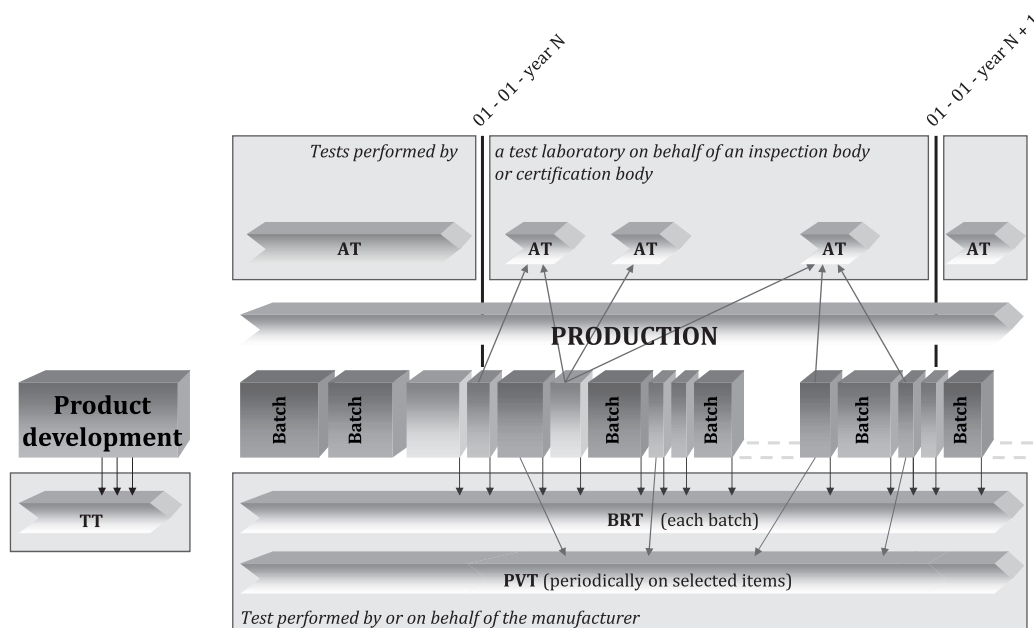 01 - 01 - year N
01 - 01 - year N + 1
Tests performed by
a test laboratory on behalf of an inspection body
or certification body
AT
AT
AT
AT
AT
PRODUCTION
Product
development
Batch
Batch
Batch
Batch
Batch
Batch
TT
BRT (each batch)
PVT (periodically on selected items)
Test performed by or on behalf of the manufacturer